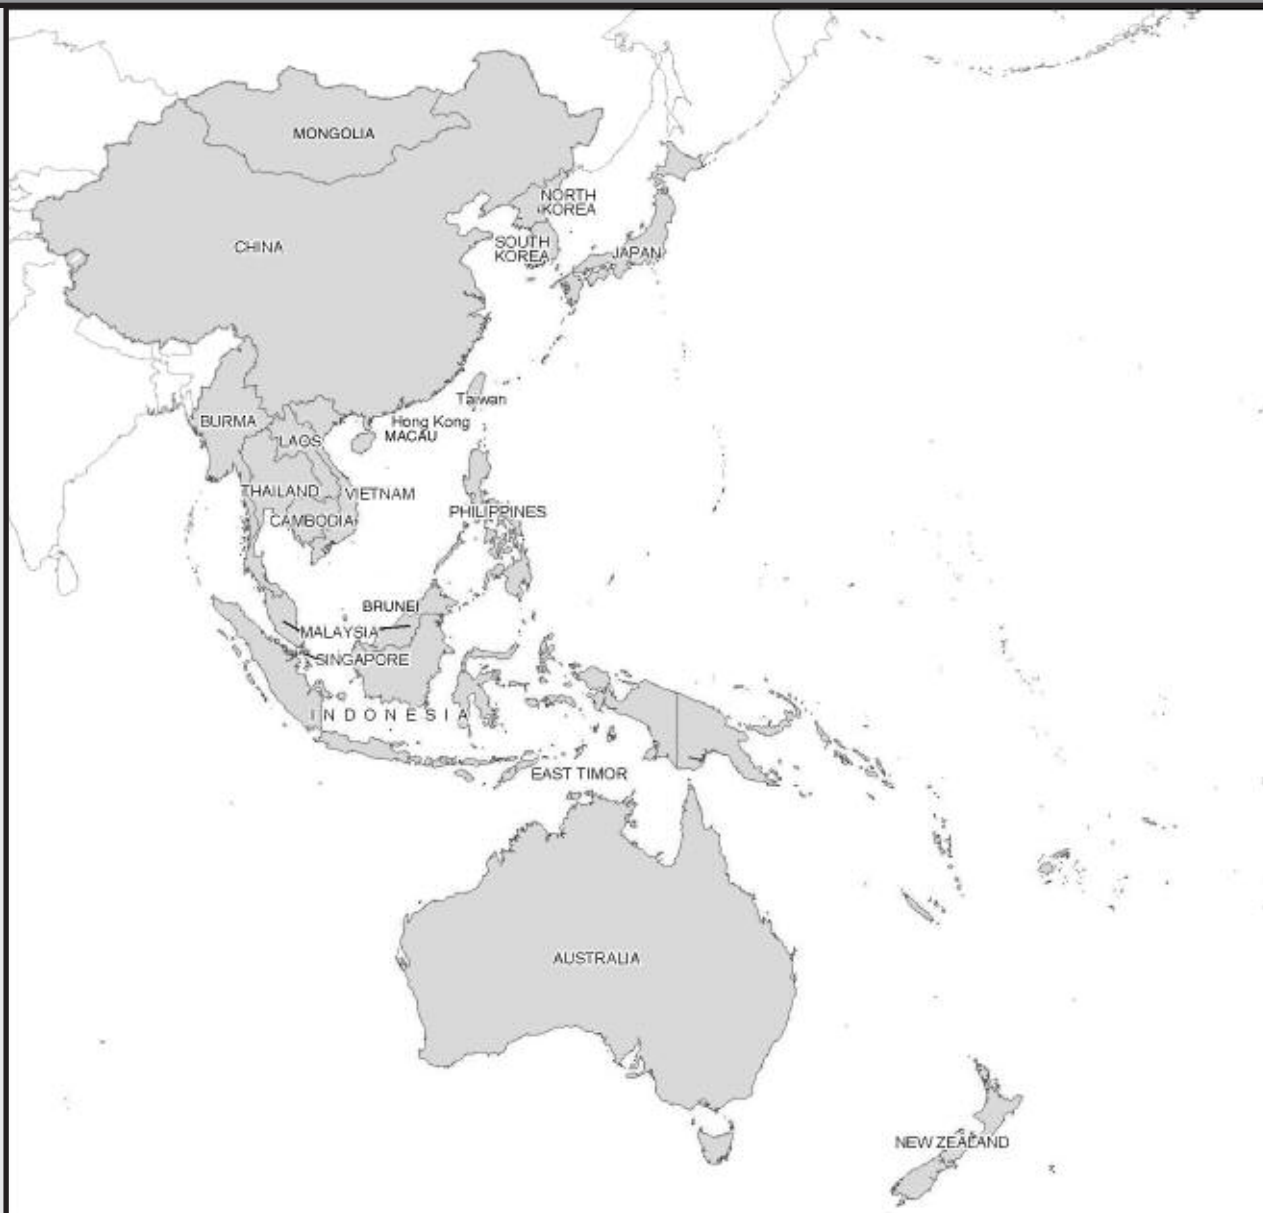 MONGOLIA
NORTH
KOREA
CHINA
SOUTH
KOREA
JAPAN
Taiwan
BURMA
Hong Kong
MACAU
LAOS
THAILAND
VIETNAM
CAMBODIA
PHILIPPINES
BRUNEI
MALAYSIA
SINGAPORE
INDONESIA
EAST TIMOR
AUSTRALIA
NEW ZEALAND